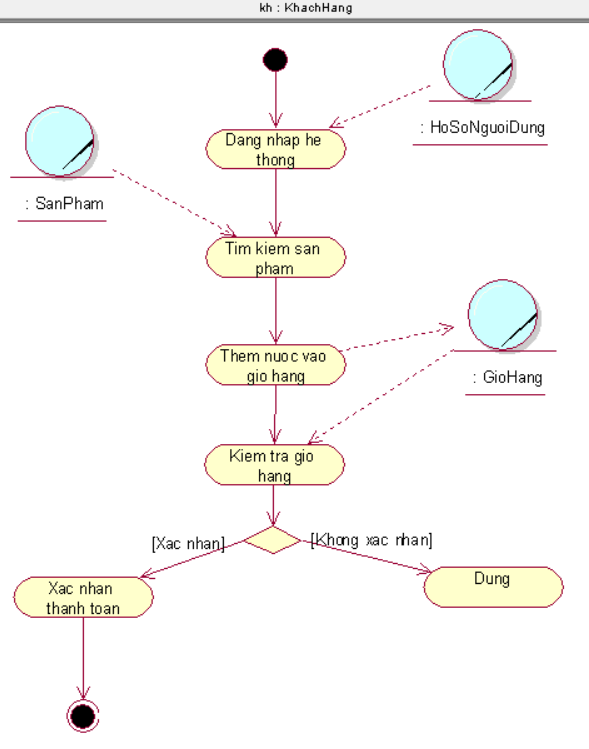 kh : KhachHang
: HoSoNguoiDung
Dang nhap he
thong
: SanPham
Tim kiem san
pham
Them nuoc vao
gio hang
: GioHang
Kiem tra gio
hang
[Xac nhan]
[Khong xac nhan]
Xac nhan
thanh toan
Dung